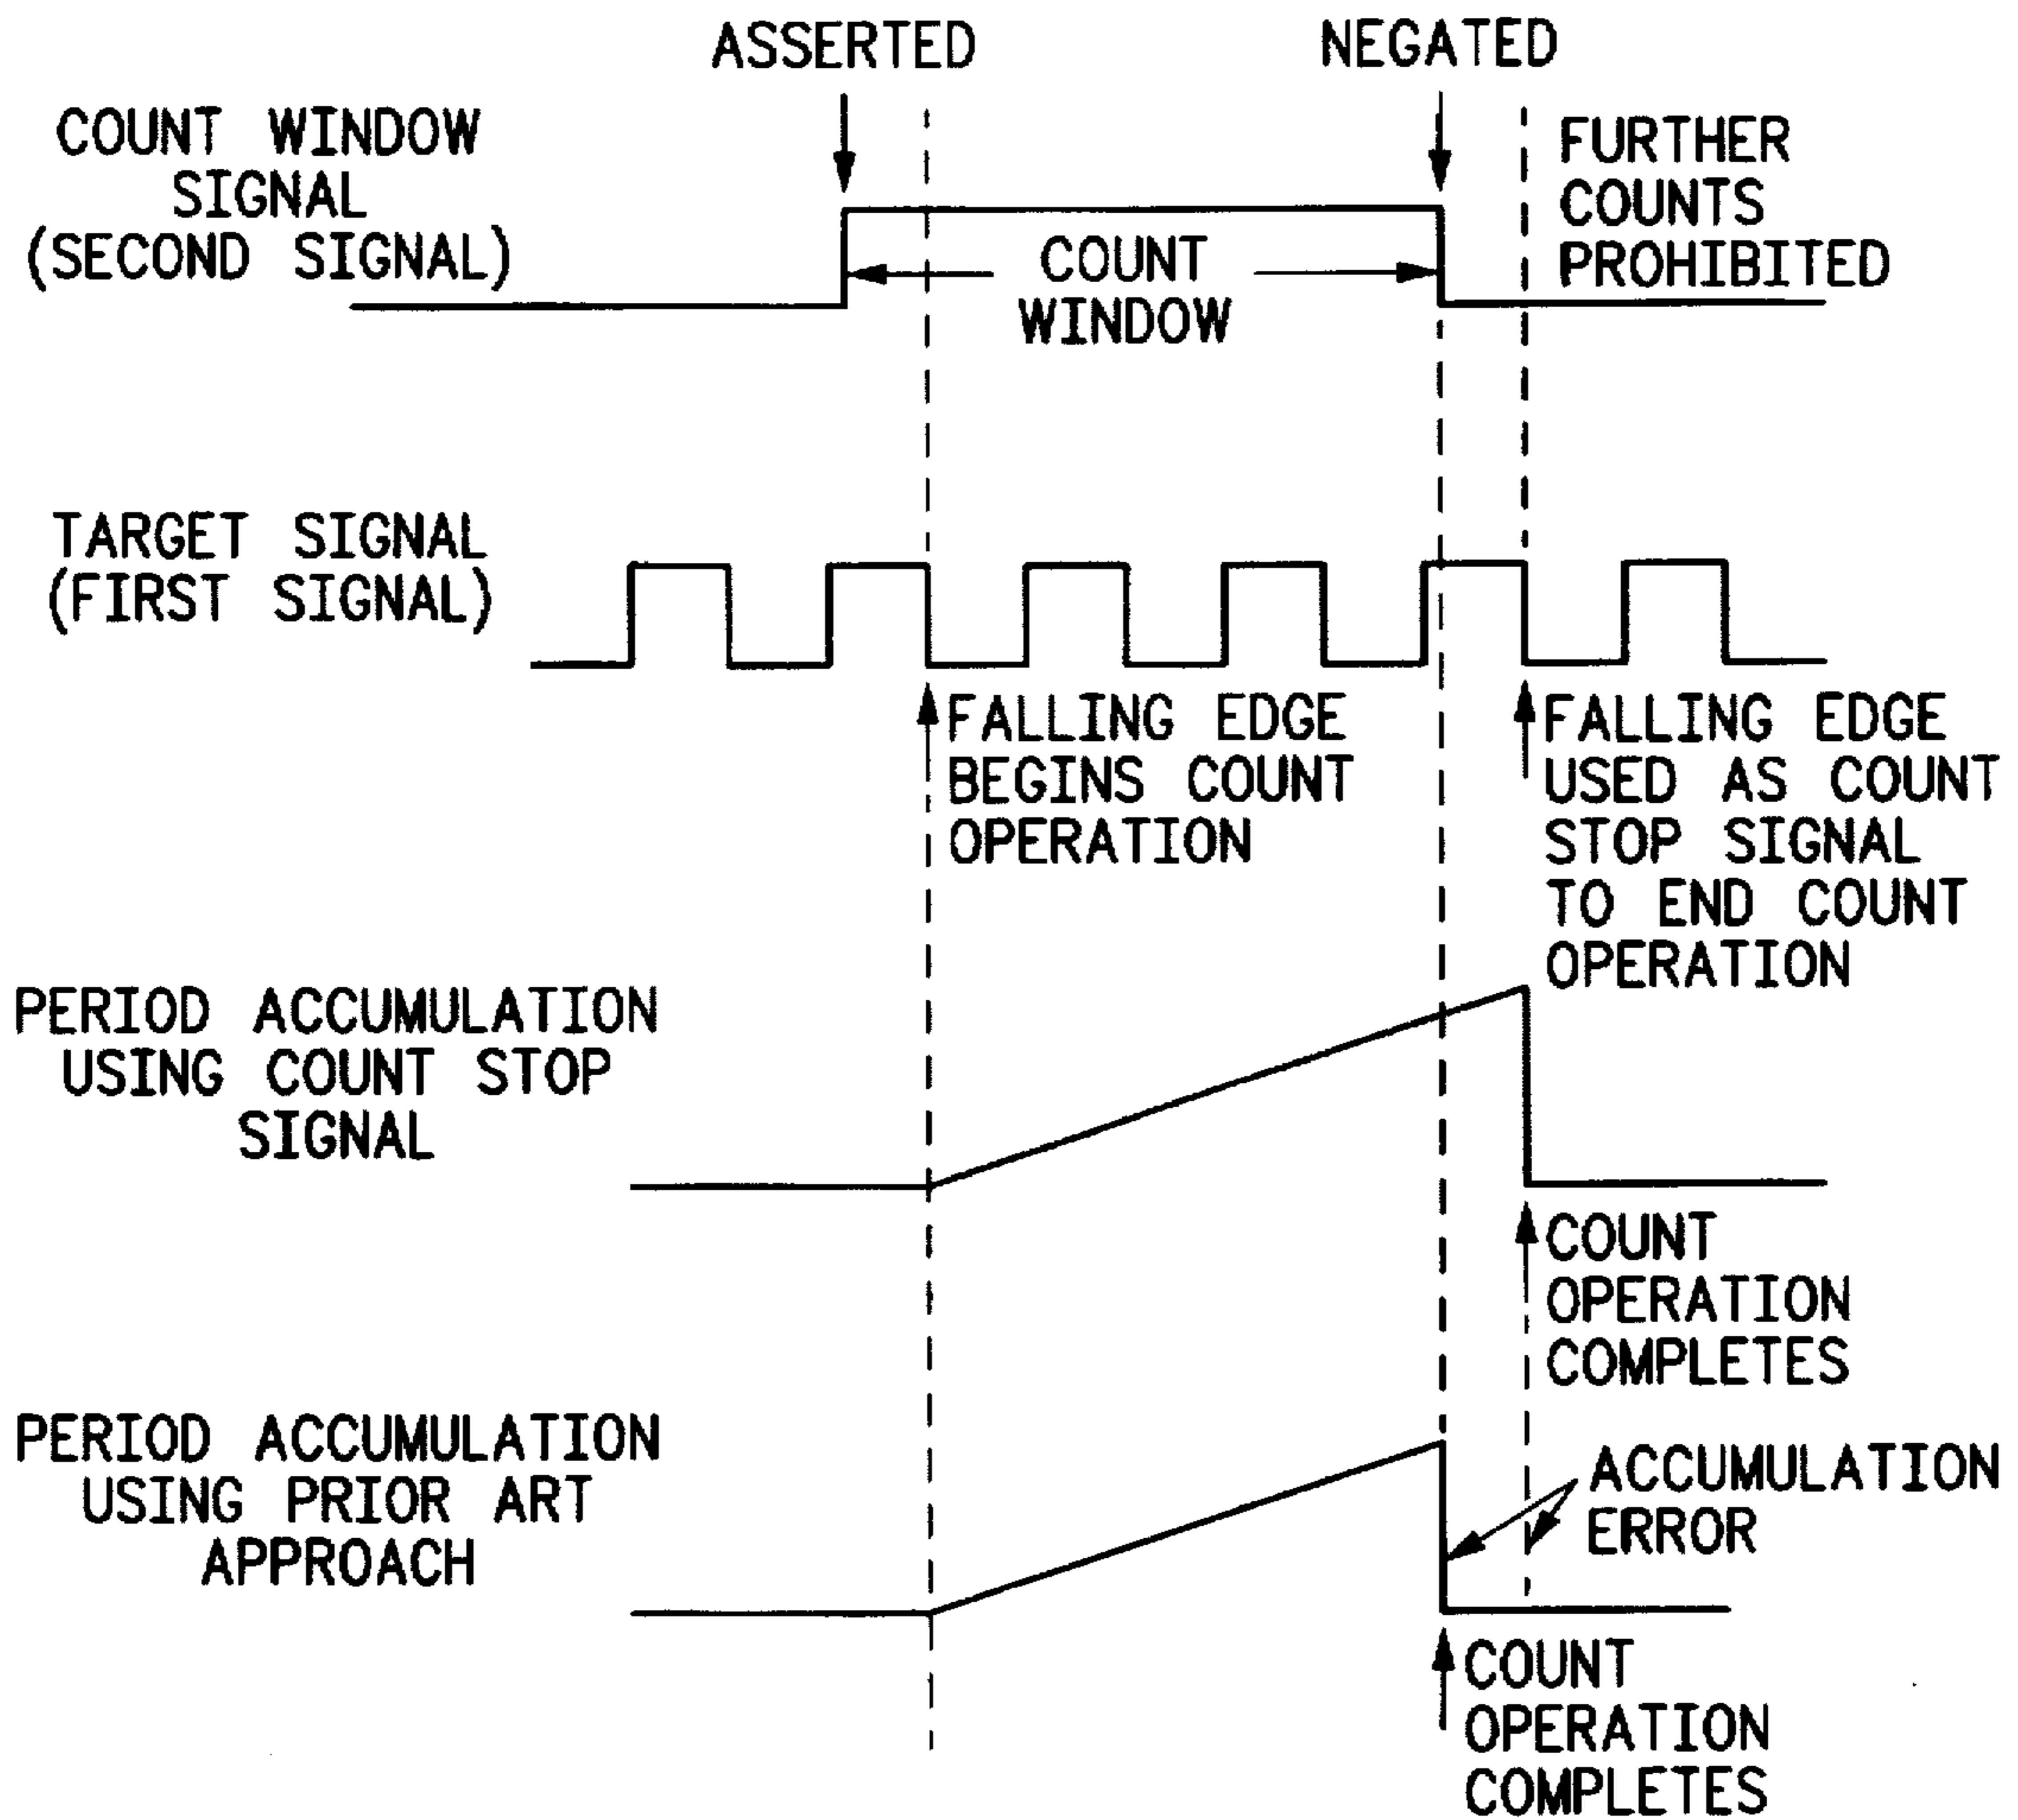 ASSERTED
NEGATED
COUNT WINDOW
SIGNAL
(SECOND SIGNAL)
FURTHER
COUNTS
PROHIBITED
COUNT
WINDOW
TARGET SIGNAL
(FIRST SIGNAL)
FALLING EDGE
BEGINS COUNT
OPERATION
FALLING EDGE
USED AS COUNT
STOP SIGNAL
TO END COUNT
OPERATION
PERIOD ACCUMULATION
USING COUNT STOP
SIGNAL
COUNT
OPERATION
COMPLETES
PERIOD ACCUMULATION
USING PRIOR ART
APPROACH
ACCUMULATION
ERROR
COUNT
OPERATION
COMPLETES